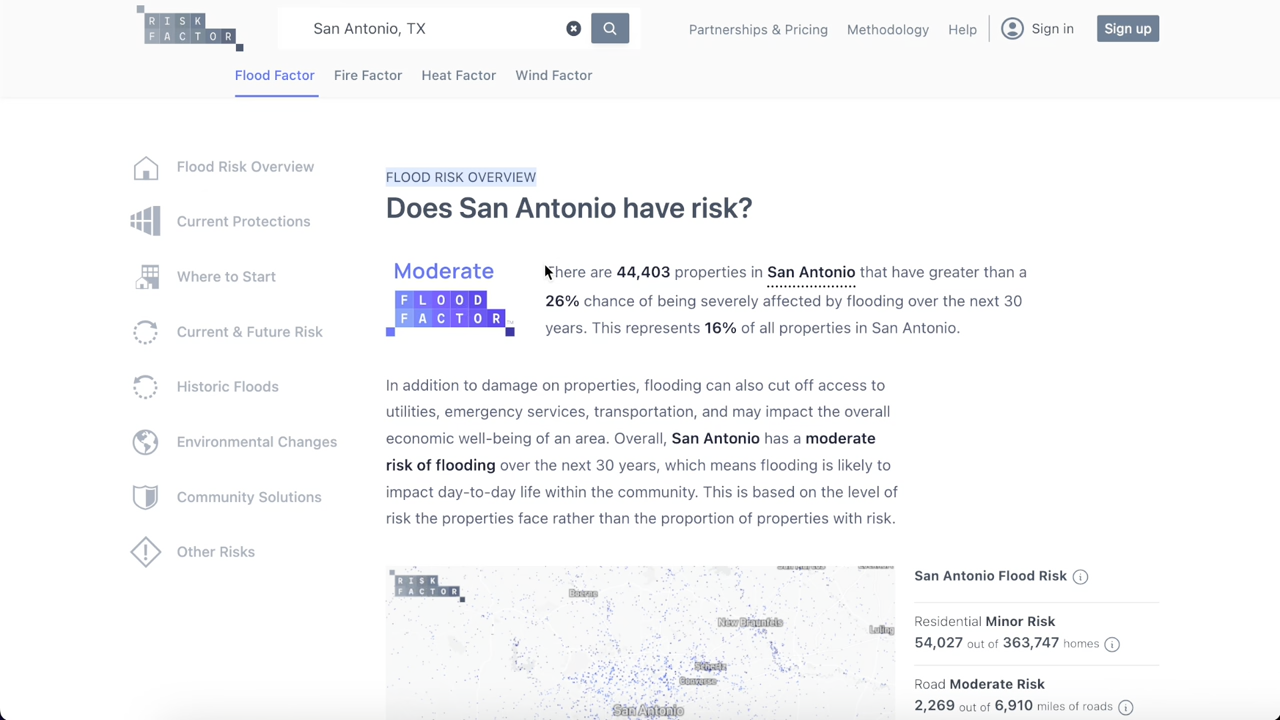 RISK
FACTOR
San Antonio, TX
Partnerships & Pricing
Methodology
Help
Sign in
Sign up
Flood Factor
Fire Factor
Heat Factor
Wind Factor
Flood Risk Overview
Current Protections
Where to Start
Current & Future Risk
Historic Floods
Environmental Changes
Community Solutions
Other Risks
FLOOD RISK OVERVIEW
Does San Antonio have risk?
Moderate
FLOOD
FACTOR
There are 44,403 properties in San Antonio that have greater than a
26% chance of being severely affected by flooding over the next 30
years. This represents 16% of all properties in San Antonio.
In addition to damage on properties, flooding can also cut off access to
utilities, emergency services, transportation, and may impact the overall
economic well-being of an area. Overall, San Antonio has a moderate
risk of flooding over the next 30 years, which means flooding is likely to
impact day-to-day life within the community. This is based on the level of
risk the properties face rather than the proportion of properties with risk.
RISK
FACTOR
Boerne
New Braunfels
Luling
Schertz
Converse
San Antonio
San Antonio Flood Risk
Residential Minor Risk
54,027 out of 363,747 homes
Road Moderate Risk
2,269 out of 6,910 miles of roads